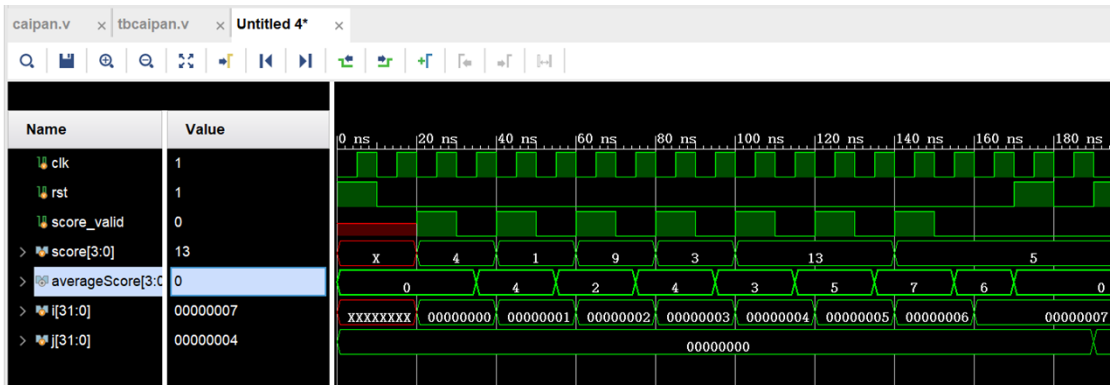 caipan.v × tbcaipan.v × Untitled 4* ×
Name Value
0 ns 20 ns 40 ns 60 ns 80 ns 100 ns 120 ns 140 ns 160 ns 180 ns
clk 1
rst 1
score_valid 0
score[3:0] 13 X 4 1 9 3 13 5
averageScore[3:0 0 0 4 2 4 3 5 7 6 0
i[31:0] 00000007 XXXXXXXX 00000000 00000001 00000002 00000003 00000004 00000005 00000006 00000007
j[31:0] 00000004 00000000